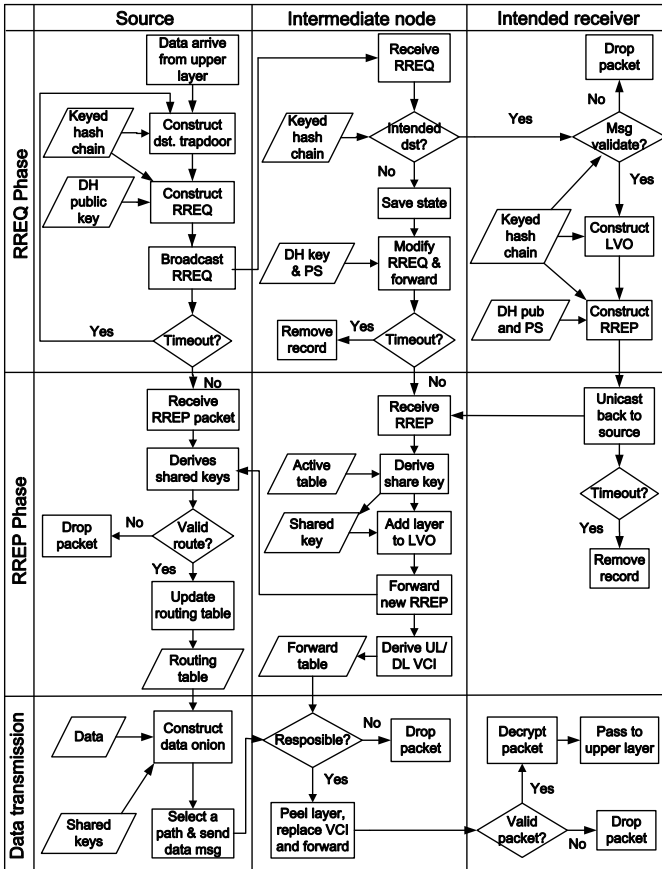 Source
Intermediate node
Intended receiver
RREQ Phase
Data arrive
from upper
layer
Keyed
hash
chain
Construct
dst. trapdoor
DH
public
key
Construct
RREQ
Broadcast
RREQ
Yes
Timeout?
No
Receive
RREQ
Keyed
hash
chain
Intended
dst?
Yes
No
Save state
DH key
& PS
Modify
RREQ &
forward
Remove
record
Yes
Timeout?
No
Drop
packet
No
Msg
validate?
Yes
Keyed
hash
chain
Construct
LVO
DH pub
and PS
Construct
RREP
RREP Phase
Receive
RREP packet
Derives
shared keys
Drop
packet
No
Valid
route?
Yes
Update
routing table
Routing
table
Receive
RREP
Active
table
Derive
share key
Shared
key
Add layer
to LVO
Forward
new RREP
Forward
table
Derive UL/
DL VCI
Unicast
back to
source
Timeout?
Yes
Remove
record
Data transmission
Data
Construct
data onion
Shared
keys
Select a
path & send
data msg
Resposible?
No
Drop
packet
Yes
Peel layer,
replace VCI
and forward
Decrypt
packet
Pass to
upper layer
Yes
Valid
packet?
No
Drop
packet